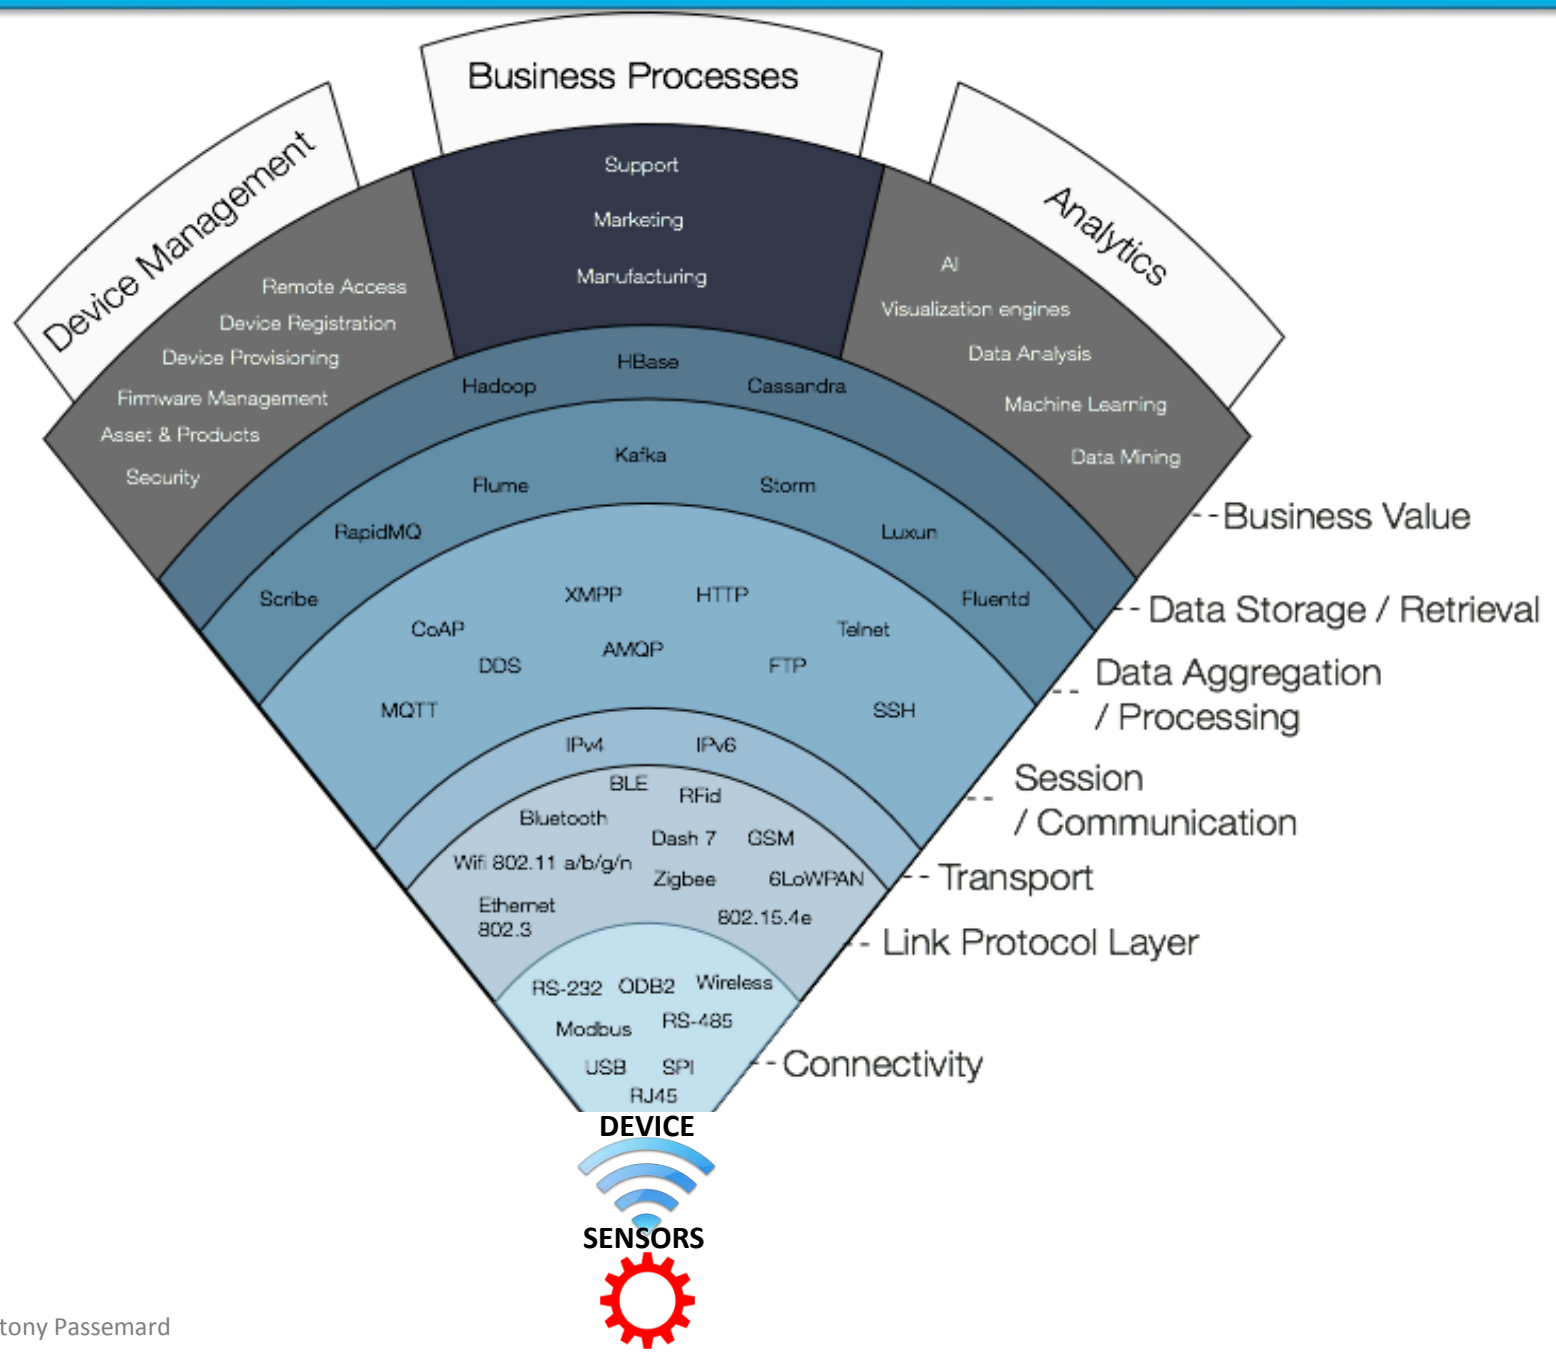 Business Processes
Device Management
Analytics
Support
Marketing
Manufacturing
Remote Access
Device Registration
Device Provisioning
Firmware Management
Asset & Products
Security
AI
Visualization engines
Data Analysis
Machine Learning
Data Mining
Business Value
HBase
Hadoop
Cassandra
Data Storage / Retrieval
Kafka
Flume
Storm
RapidMQ
Luxun
Scribe
Fluentd
Data Aggregation
/ Processing
XMPP
HTTP
CoAP
Telnet
DDS
AMQP
FTP
MQTT
SSH
Session
/ Communication
IPv4
IPv6
Transport
BLE
RFid
Bluetooth
Dash 7
GSM
Wifi 802.11 a/b/g/n
Zigbee
6LoWPAN
Ethernet
802.3
802.15.4e
Link Protocol Layer
RS-232
ODB2
Wireless
Modbus
RS-485
USB
SPI
RJ45
Connectivity
DEVICE
SENSORS
tony Passemard